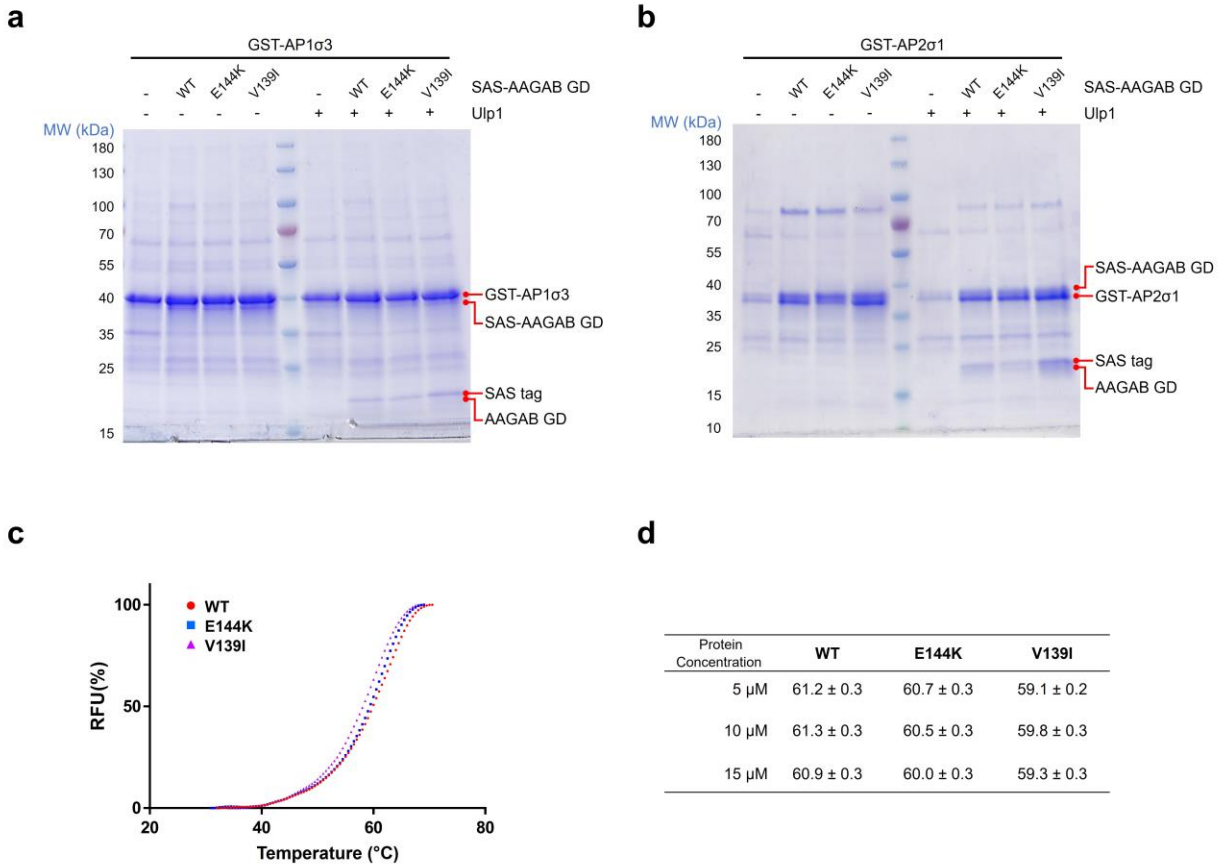 a
GST-AP1σ3
- WT E144K V139I - WT E144K V139I SAS-AAGAB GD
- - - - + + + + Ulp1
MW (kDa)
180
130
100
70
55
40
35
25
15
GST-AP1σ3
SAS-AAGAB GD
SAS tag
AAGAB GD
b
GST-AP2σ1
- WT E144K V139I - WT E144K V139I SAS-AAGAB GD
- - - - + + + + Ulp1
MW (kDa)
180
130
100
70
55
40
35
25
15
10
SAS-AAGAB GD
GST-AP2σ1
SAS tag
AAGAB GD
c
WT
E144K
V139I
100
50
0
RFU(%)
20 40 60 80
Temperature (°C)
d
Protein Concentration WT E144K V139I
5 µM 61.2 ± 0.3 60.7 ± 0.3 59.1 ± 0.2
10 µM 61.3 ± 0.3 60.5 ± 0.3 59.8 ± 0.3
15 µM 60.9 ± 0.3 60.0 ± 0.3 59.3 ± 0.3